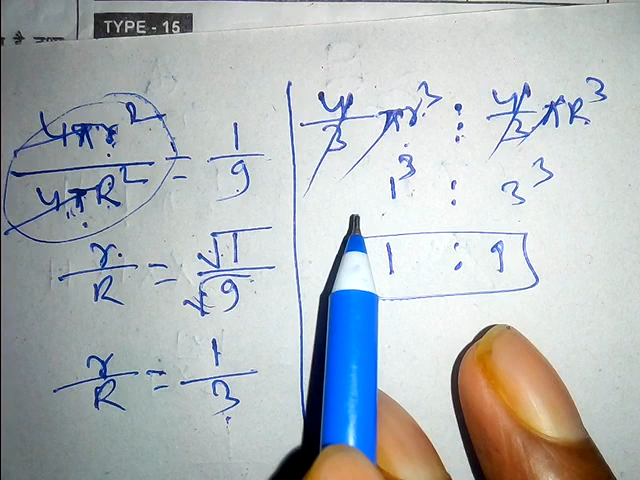 TYPE - 15
4πr² / 4πR² = 1/9
r/R = √1/√9
r/R = 1/3
4/3 πr³ : 4/3 πR³
1³ : 3³
1 : 9